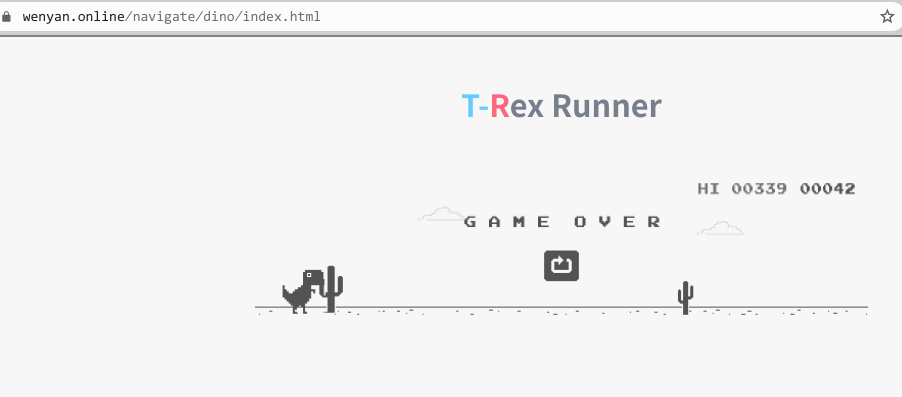 wenyan.online/navigate/dino/index.html
T-Rex Runner
HI 00339 00042
GAME OVER